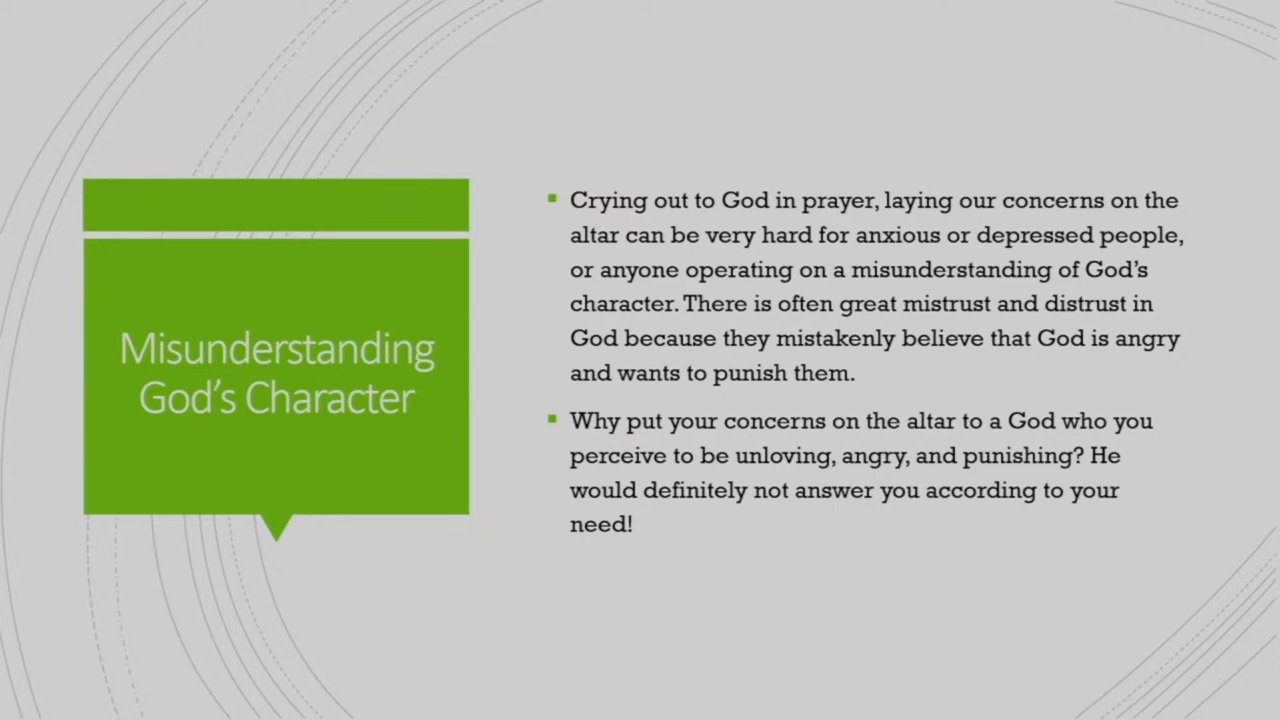 Misunderstanding
God's Character
Crying out to God in prayer, laying our concerns on the
altar can be very hard for anxious or depressed people,
or anyone operating on a misunderstanding of God's
character. There is often great mistrust and distrust in
God because they mistakenly believe that God is angry
and wants to punish them.
Why put your concerns on the altar to a God who you
perceive to be unloving, angry, and punishing? He
would definitely not answer you according to your
need!